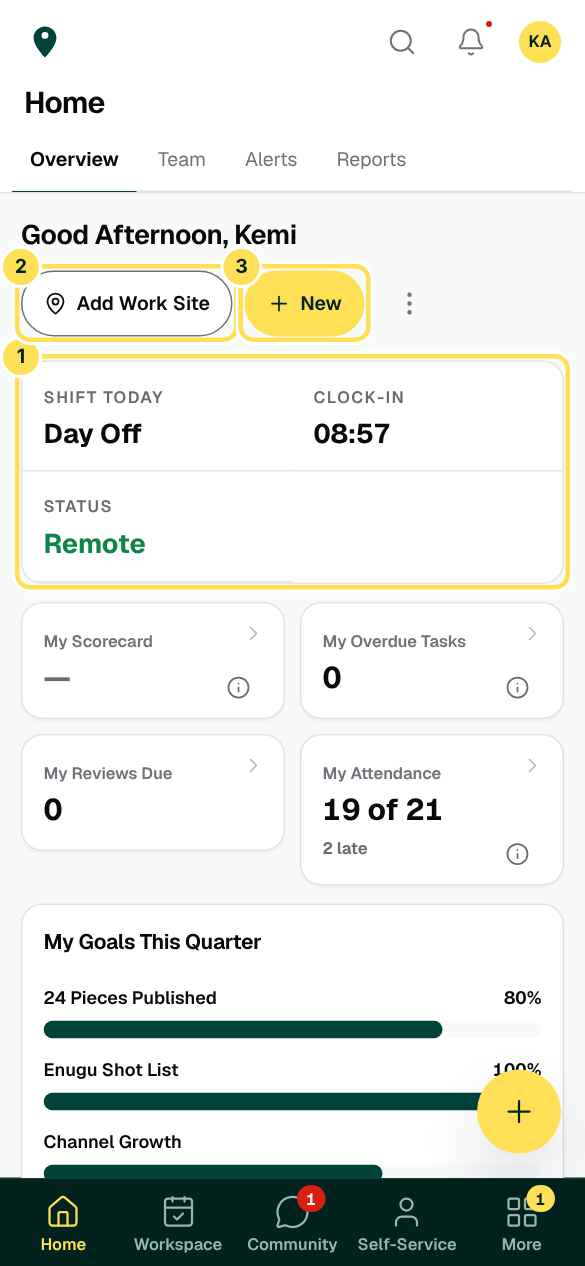 KA
Home
Overview Team Alerts Reports
Good Afternoon, Kemi
2 3
Add Work Site + New
1
SHIFT TODAY CLOCK-IN
Day Off 08:57
STATUS
Remote
My Scorecard My Overdue Tasks
— 0
My Reviews Due My Attendance
0 19 of 21
2 late
My Goals This Quarter
24 Pieces Published 80%
Enugu Shot List 100%
Channel Growth
+
1 1
Home Workspace Community Self-Service More